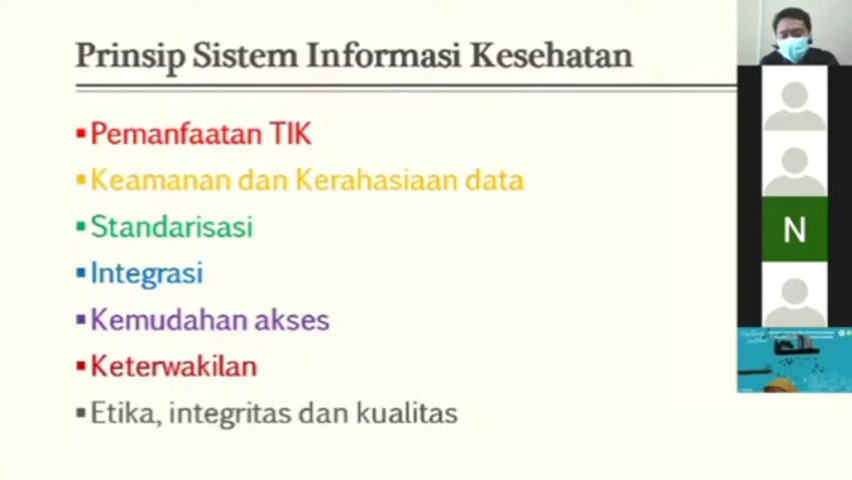 Prinsip Sistem Informasi Kesehatan
Pemanfaatan TIK
Keamanan dan Kerahasiaan data
Standarisasi
Integrasi
Kemudahan akses
Keterwakilan
Etika, integritas dan kualitas
N